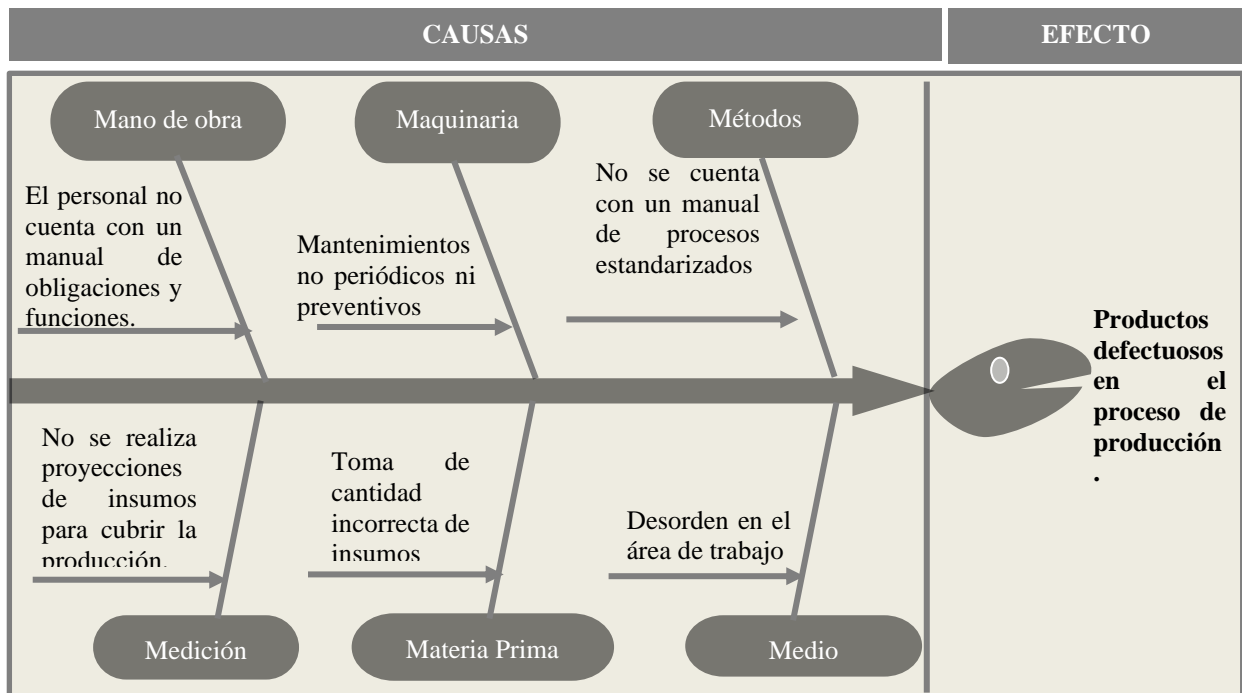 CAUSAS
EFECTO
Mano de obra
Maquinaria
Métodos
El personal no
cuenta con un
manual de
obligaciones y
funciones.
Mantenimientos
no periódicos ni
preventivos
No se cuenta
con un manual
de procesos
estandarizados
Productos
defectuosos
en el
proceso de
producción
.
No se realiza
proyecciones
de insumos
para cubrir la
producción.
Toma de
cantidad
incorrecta de
insumos
Desorden en el
área de trabajo
Medición
Materia Prima
Medio